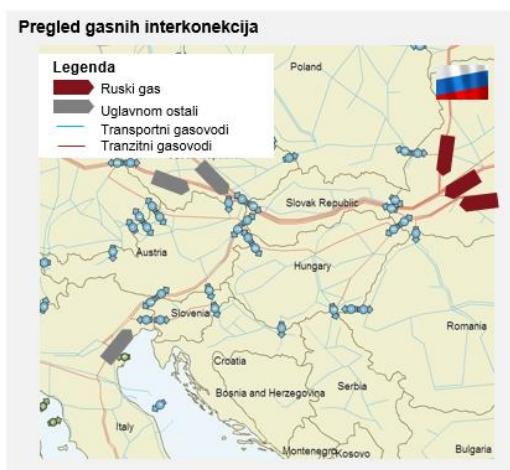 Pregled gasnih interkonekcija
Legenda
Ruski gas
Uglavnom ostali
Transportni gasovodi
Tranzitni gasovodi
Poland
Slovak Republic
Austria
Hungary
Slovenia
Romania
Croatia
Bosnia and Herzegovina
Serbia
Italy
Montenegro
Kosovo
Bulgaria